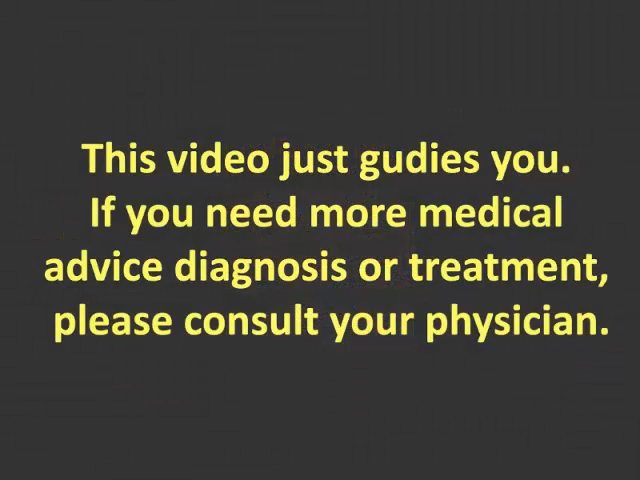 This video just gudies you.
If you need more medical
advice diagnosis or treatment,
please consult your physician.